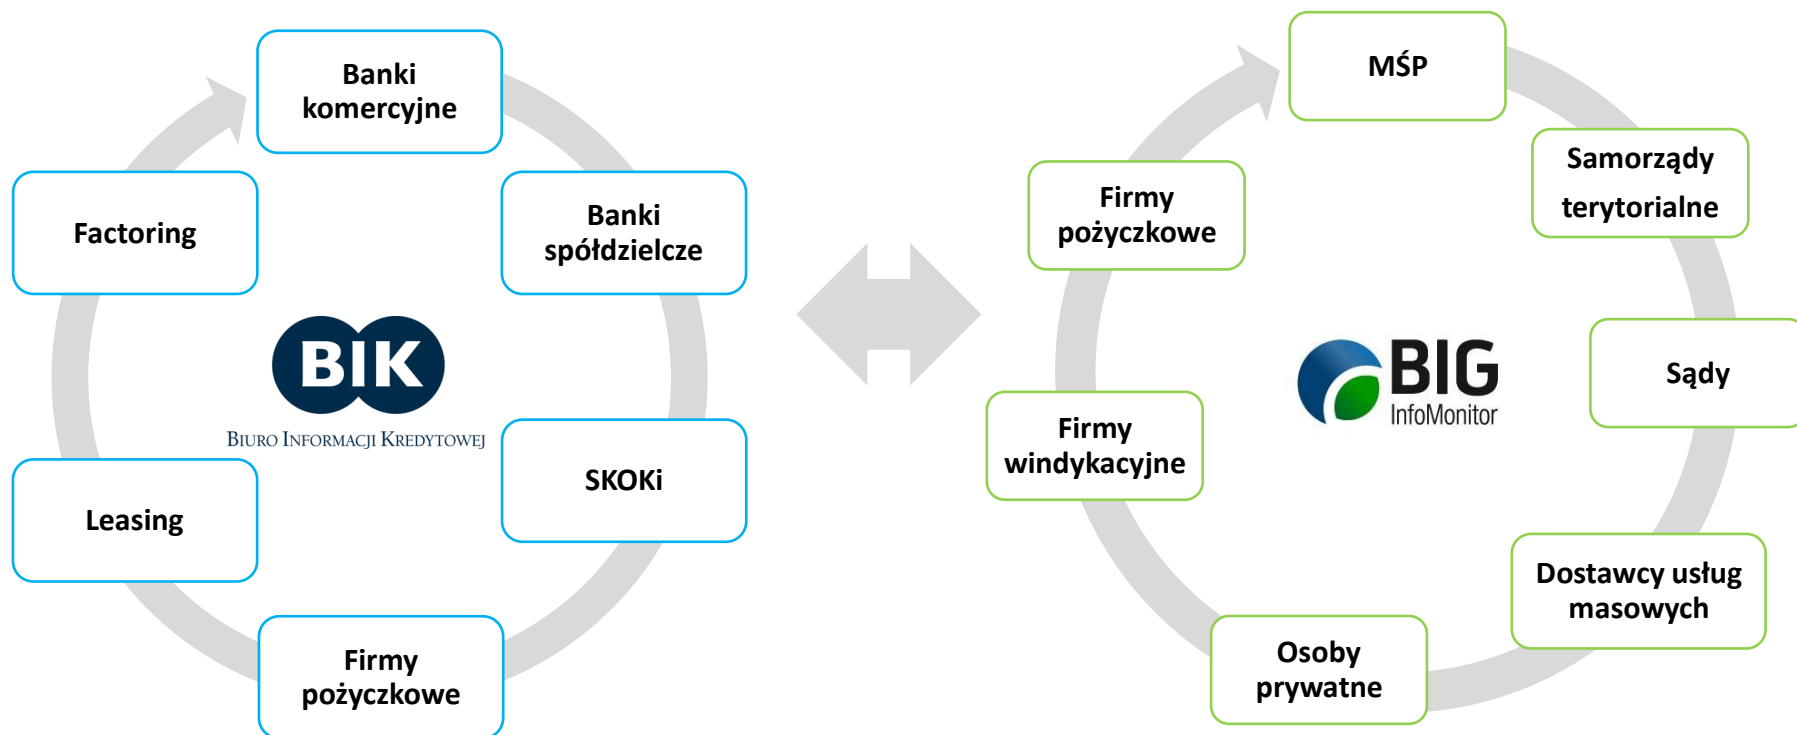 Banki
komercyjne
Banki
spółdzielcze
SKOKi
Firmy
pożyczkowe
Leasing
Factoring
BIK
BIURO INFORMACJI KREDYTOWEJ
MŚP
Samorządy
terytorialne
Sądy
Dostawcy usług
masowych
Osoby
prywatne
Firmy
windykacyjne
Firmy
pożyczkowe
BIG
InfoMonitor